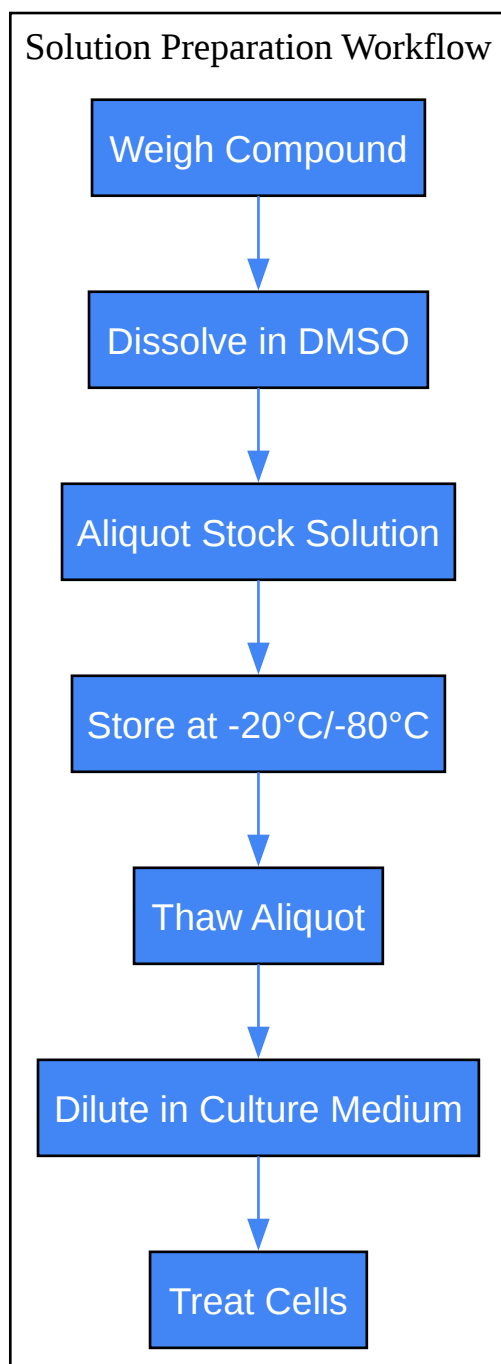 Solution Preparation Workflow
Weigh Compound
Dissolve in DMSO
Aliquot Stock Solution
Store at -20°C/-80°C
Thaw Aliquot
Dilute in Culture Medium
Treat Cells